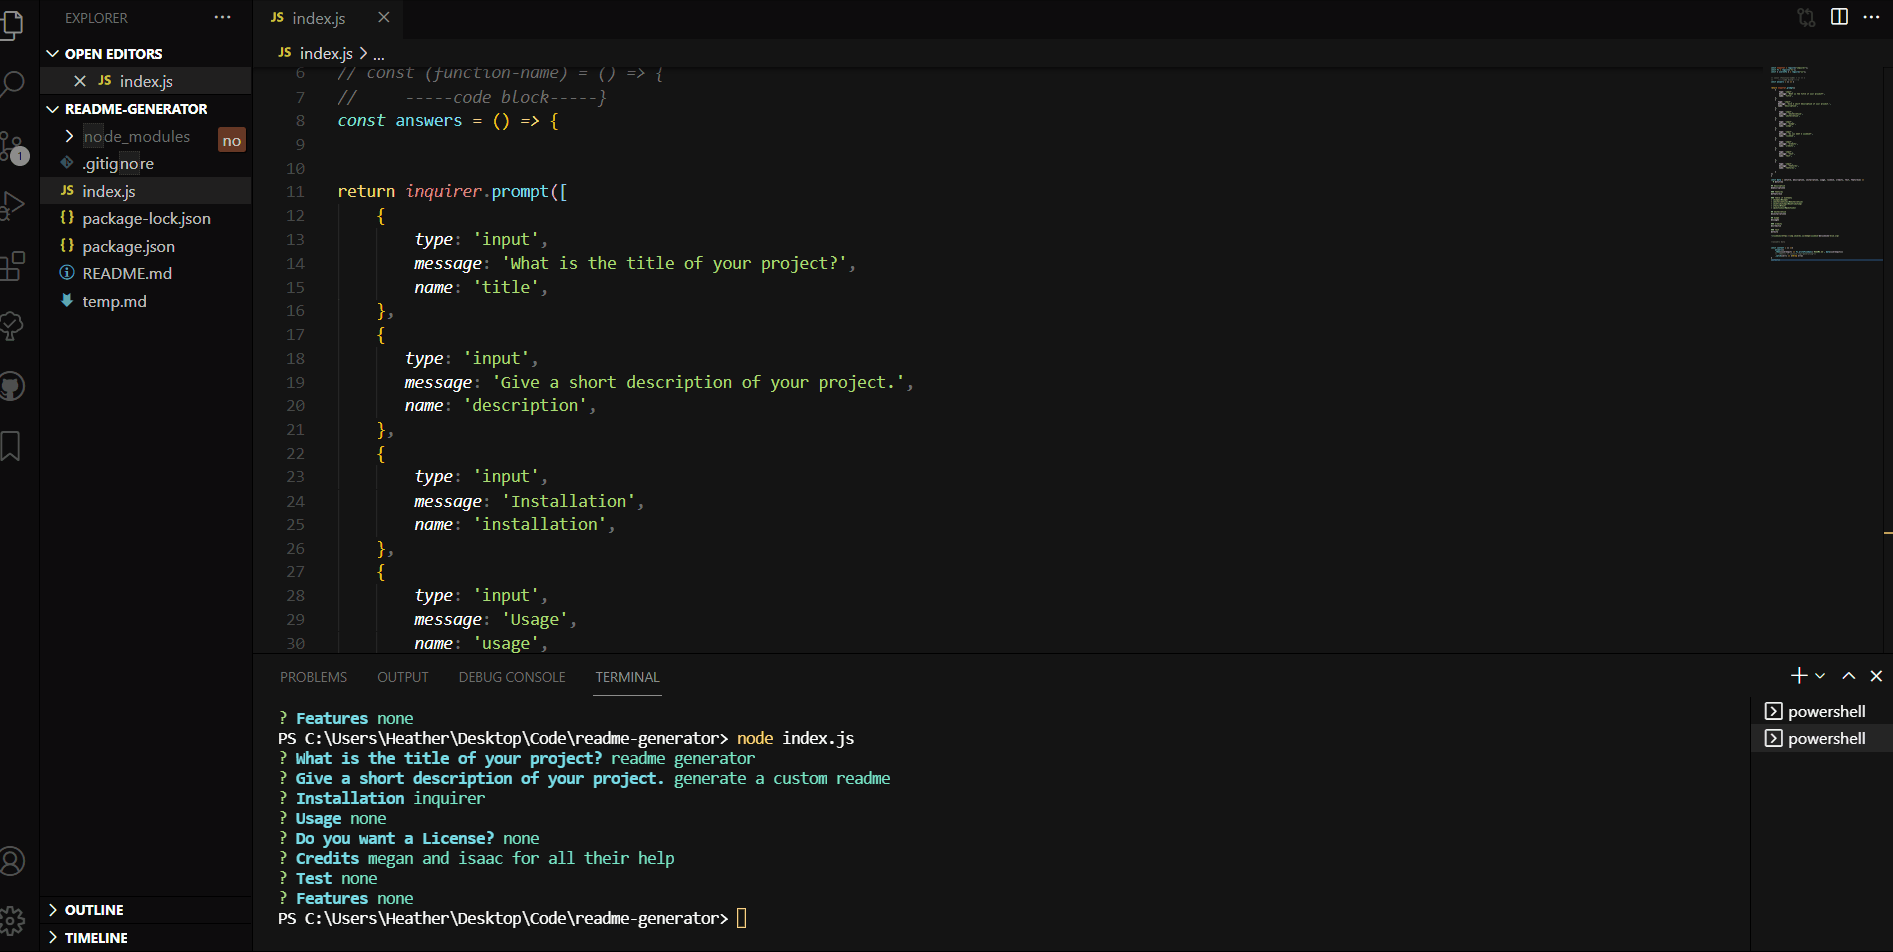 EXPLORER
OPEN EDITORS
JS index.js
README-GENERATOR
node_modules
no
.gitignore
JS index.js
{} package-lock.json
{} package.json
README.md
temp.md
OUTLINE
TIMELINE
1
JS index.js
JS index.js > ...
6 // const (function-name) = () => {
7 // -----code block-----}
8 const answers = () => {
9
10
11 return inquirer.prompt([
12 {
13 type: 'input',
14 message: 'What is the title of your project?',
15 name: 'title',
16 },
17 {
18 type: 'input',
19 message: 'Give a short description of your project.',
20 name: 'description',
21 },
22 {
23 type: 'input',
24 message: 'Installation',
25 name: 'installation',
26 },
27 {
28 type: 'input',
29 message: 'Usage',
30 name: 'usage',
PROBLEMS OUTPUT DEBUG CONSOLE TERMINAL
? Features none
PS C:\Users\Heather\Desktop\Code\readme-generator> node index.js
? What is the title of your project? readme generator
? Give a short description of your project. generate a custom readme
? Installation inquirer
? Usage none
? Do you want a License? none
? Credits megan and isaac for all their help
? Test none
? Features none
PS C:\Users\Heather\Desktop\Code\readme-generator>
powershell
powershell